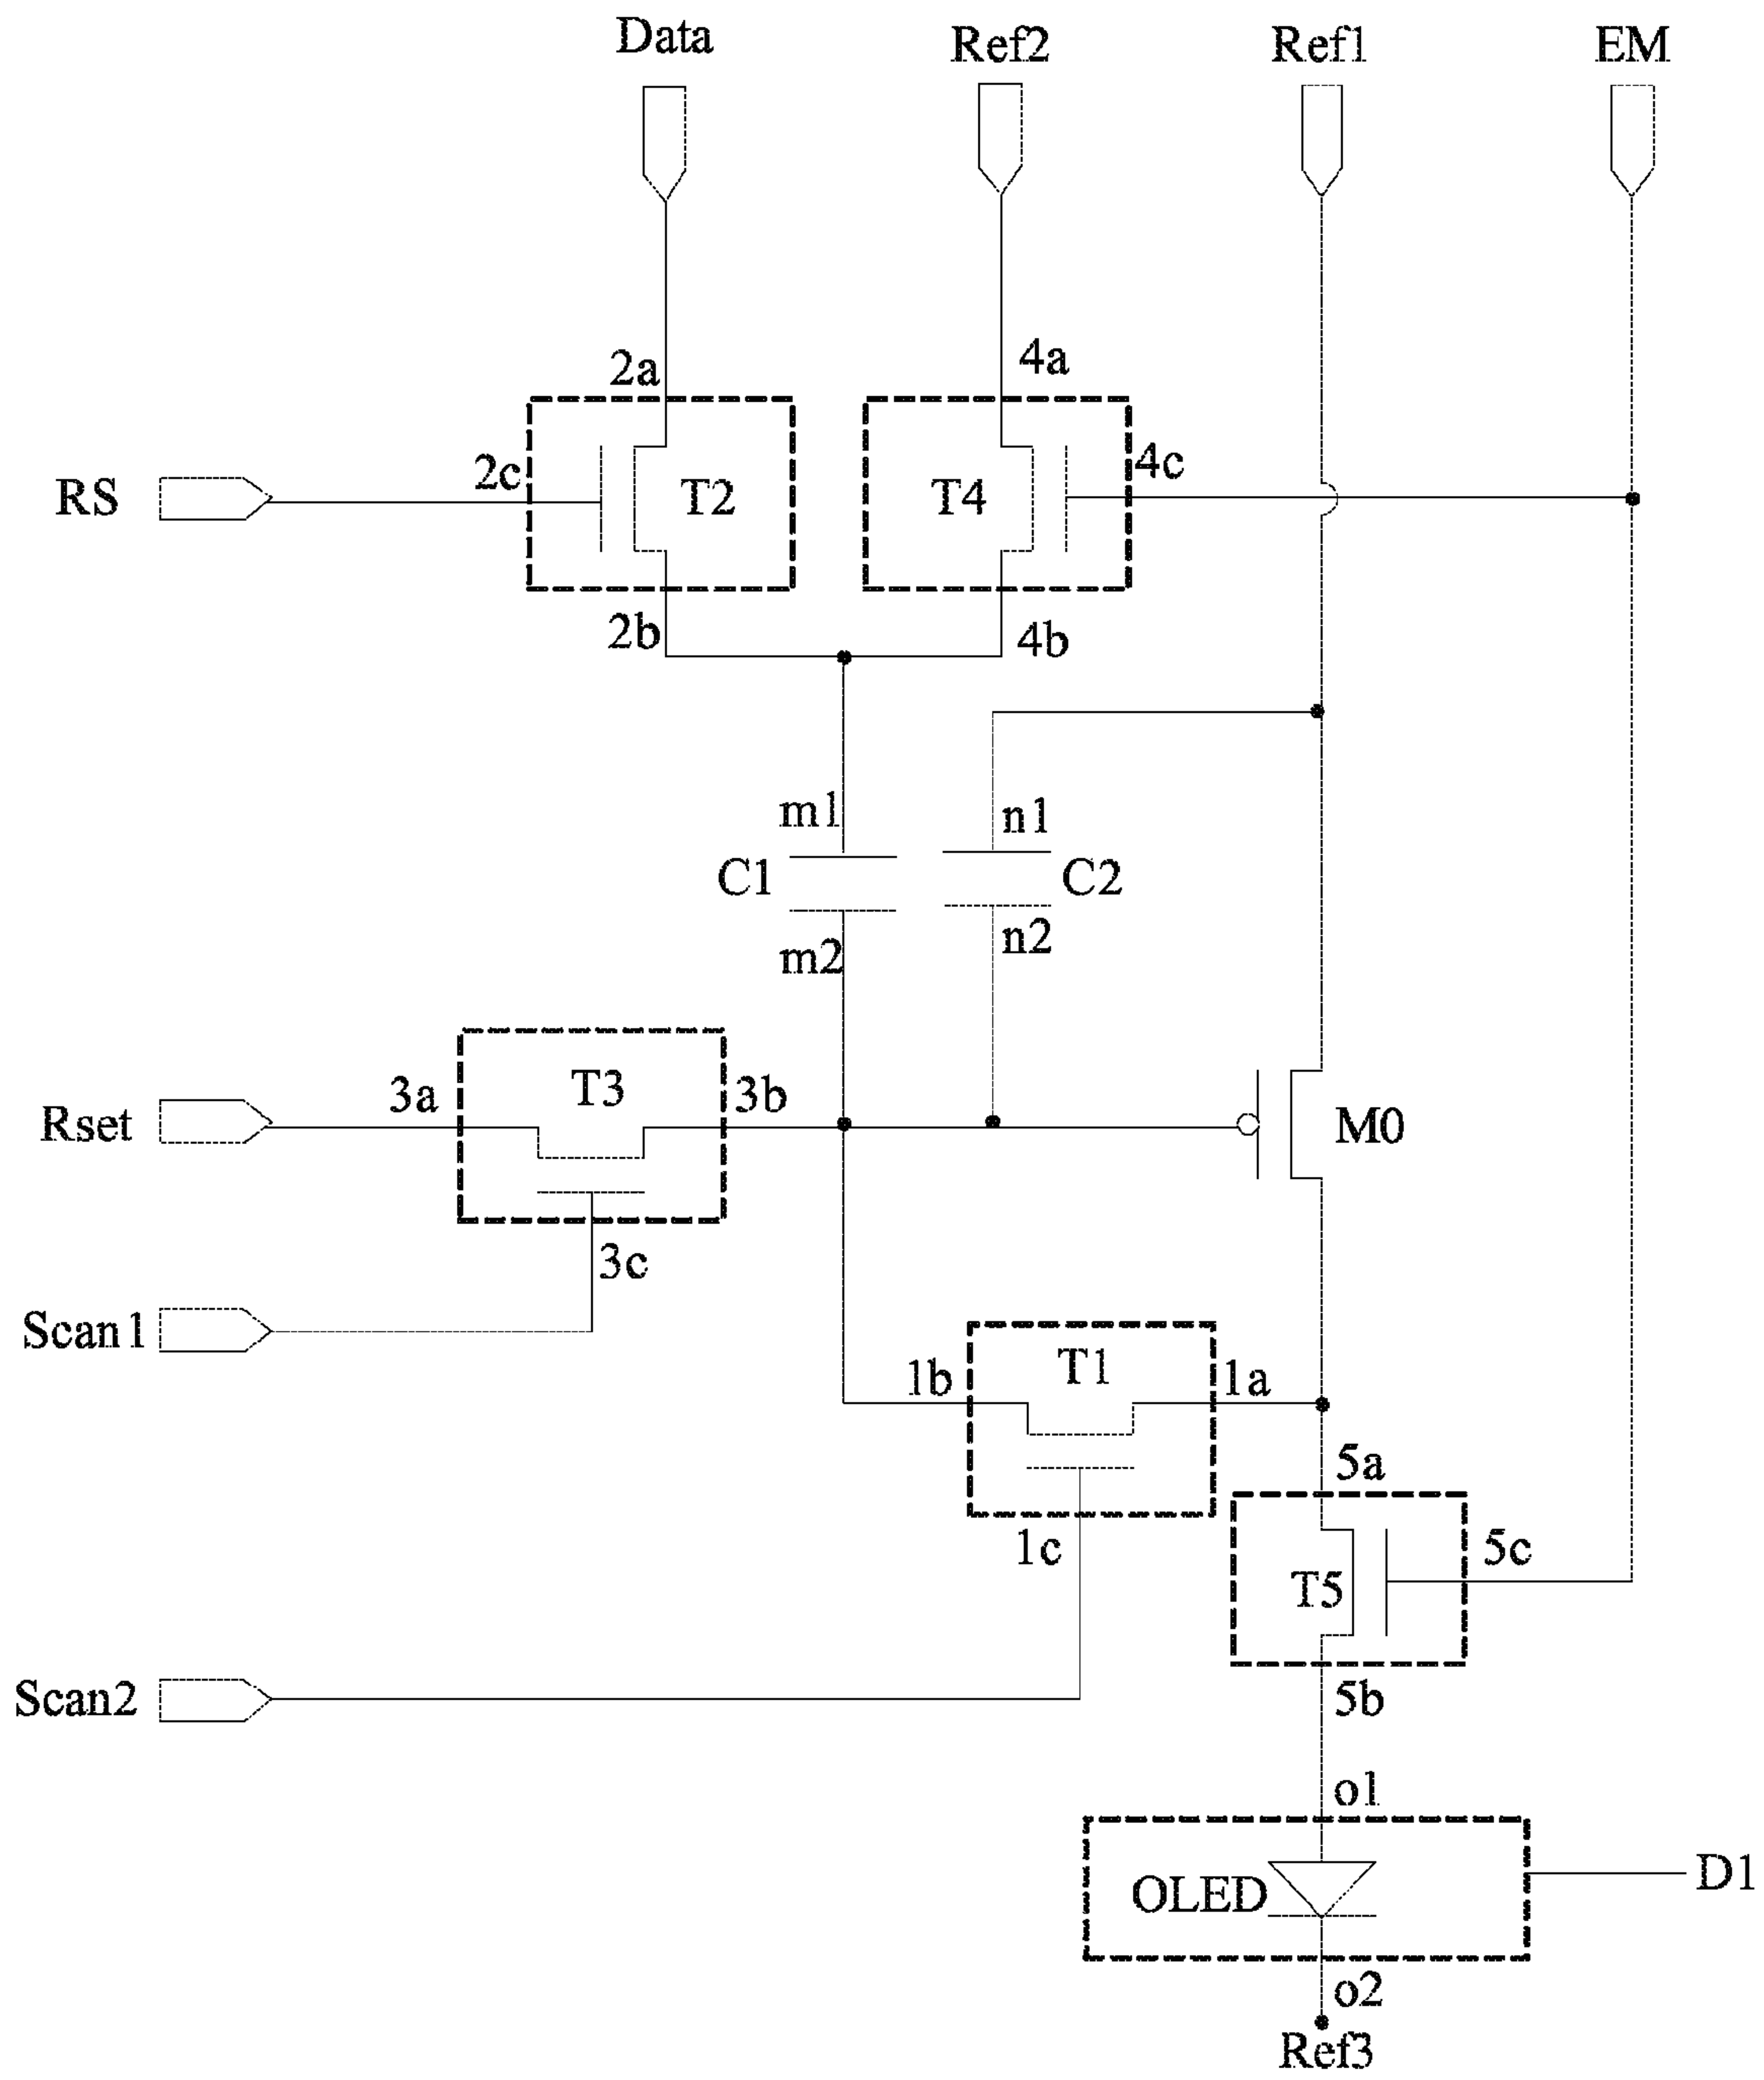 Data
Ref2
Ref1
EM
2a
4a
RS
2c
T2
T4
4c
2b
4b
m1
n1
C1
C2
m2
n2
T3
3a
3b
Rset
M0
3c
Scan1
T1
1b
1a
5a
1c
5c
T5
Scan2
5b
o1
OLED
D1
o2
Ref3